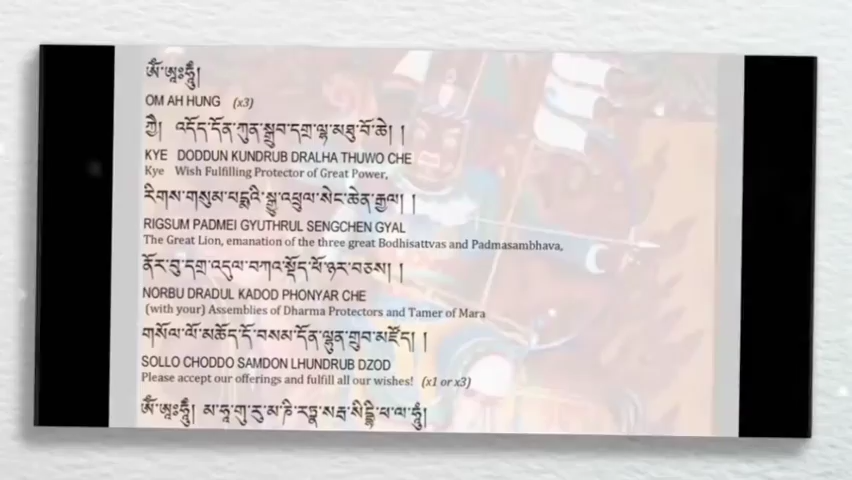 ཨོཾ་ཨཱཿཧཱུྃ།
OM AH HUNG (x3)
ཀྱཻ། འདོད་དོན་ཀུན་སྒྲུབ་དགྲ་ལྷ་མཐུ་བོ་ཆེ། །
KYE DODDUN KUNDRUB DRALHA THUWO CHE
Kye Wish Fulfilling Protector of Great Power,
རིགས་གསུམ་པདྨའི་སྒྱུ་འཕྲུལ་སེང་ཆེན་རྒྱལ། །
RIGSUM PADMEI GYUTHRUL SENGCHEN GYAL
The Great Lion, emanation of the three great Bodhisattvas and Padmasambhava,
ནོར་བུ་དགྲ་འདུལ་བཀའ་སྡོད་ཕོ་ཉར་བཅས། །
NORBU DRADUL KADOD PHONYAR CHE
(with your) Assemblies of Dharma Protectors and Tamer of Mara
གསོལ་ལོ་མཆོད་དོ་བསམ་དོན་ལྷུན་གྲུབ་མཛོད། །
SOLLO CHODDO SAMDON LHUNDRUB DZOD
Please accept our offerings and fulfill all our wishes! (x1 or x3)
ཨོཾ་ཨཱཿཧཱུྃ། མ་ཧཱ་གུ་རུ་མ་ཎི་རཏྣ་སརྦ་སིདྡྷི་ཕ་ལ་ཧཱུྃ།